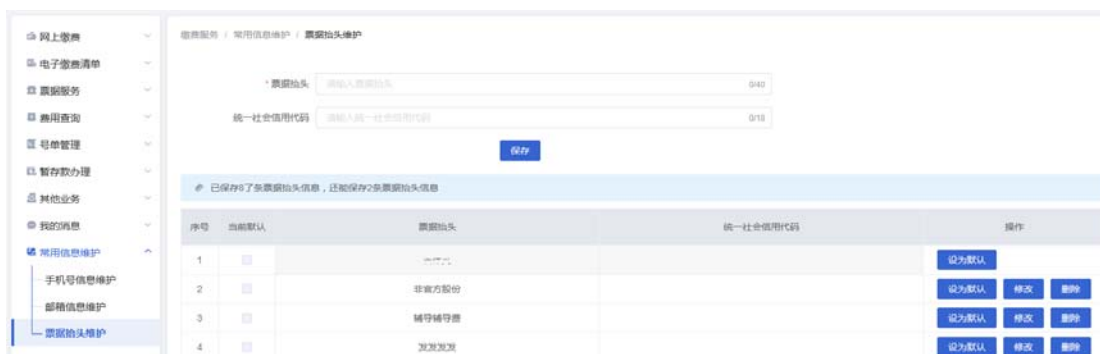 网上缴费
电子缴费清单
票据服务
费用查询
号单管理
暂存款办理
其他业务
我的消息
常用信息维护
手机号信息维护
邮箱信息维护
票据抬头维护
缴费服务 / 常用信息维护 / 票据抬头维护
* 票据抬头 请输入票据抬头 0/40
统一社会信用代码 请输入统一社会信用代码 0/18
保存
已保存8了条票据抬头信息，还能保存2条票据抬头信息
序号 当前默认 票据抬头 统一社会信用代码 操作
1 设为默认
2 非官方股份 设为默认 修改 删除
3 辅导辅导费 设为默认 修改 删除
4 发发发发 设为默认 修改 删除